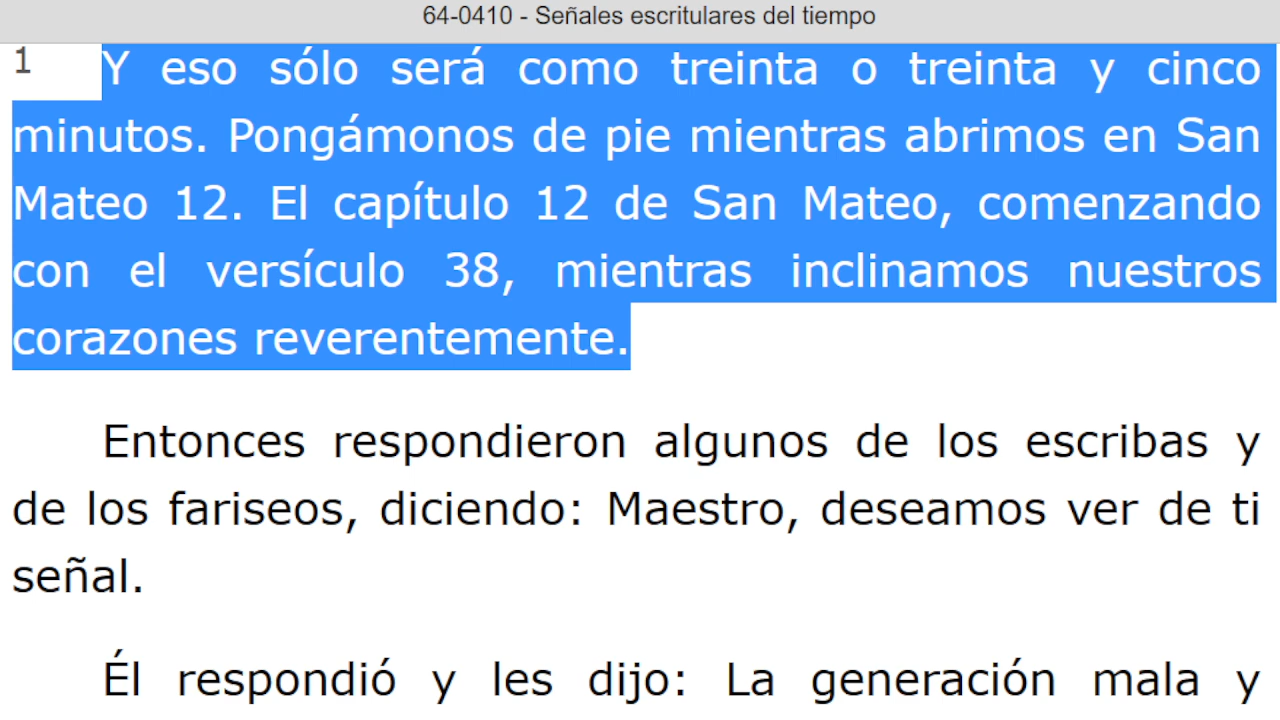 64-0410 - Señales escritulares del tiempo
1 Y eso sólo será como treinta o treinta y cinco
minutos. Pongámonos de pie mientras abrimos en San
Mateo 12. El capítulo 12 de San Mateo, comenzando
con el versículo 38, mientras inclinamos nuestros
corazones reverentemente.
Entonces respondieron algunos de los escribas y
de los fariseos, diciendo: Maestro, deseamos ver de ti
señal.
Él respondió y les dijo: La generación mala y